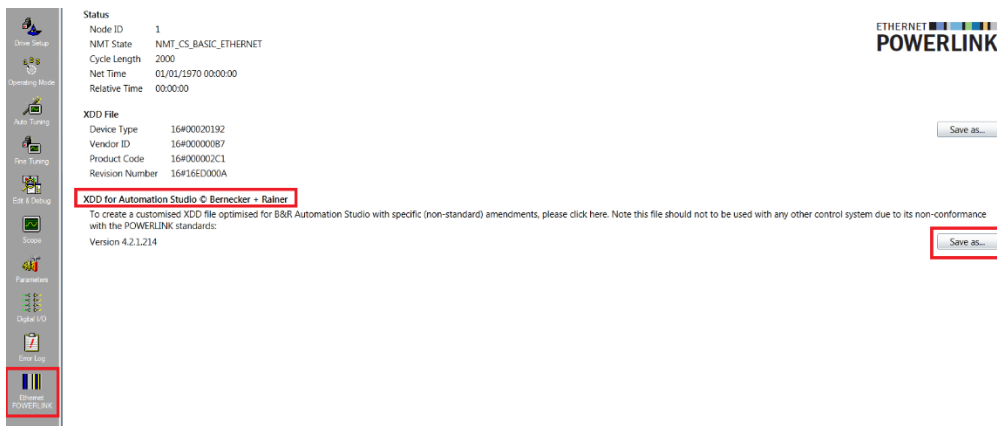 Status
Node ID 1
NMT State NMT_CS_BASIC_ETHERNET
Cycle Length 2000
Net Time 01/01/1970 00:00:00
Relative Time 00:00:00
ETHERNET
POWERLINK
XDD File
Device Type 16#00020192
Save as...
Vendor ID 16#000000B7
Product Code 16#000002C1
Revision Number 16#16ED000A
XDD for Automation Studio © Bernecker + Rainer
To create a customised XDD file optimised for B&R Automation Studio with specific (non-standard) amendments, please click here. Note this file should not to be used with any other control system due to its non-conformance
with the POWERLINK standards:
Version 4.2.1.214
Save as...
Drive Setup
Operating Mode
Auto Tuning
Fine Tuning
Edit & Debug
Scope
Parameters
Digital I/O
Error Log
Ethernet
POWERLINK